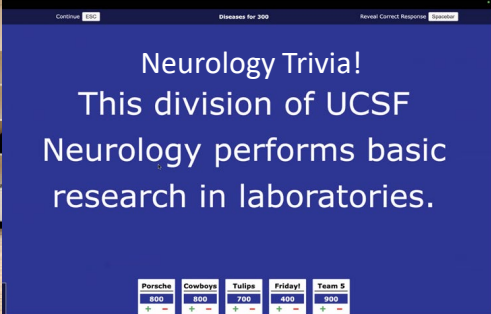 Continue ESC Diseases for 300 Reveal Correct Response Spacebar
Neurology Trivia!
This division of UCSF
Neurology performs basic
research in laboratories.
Porsche Cowboys Tulips Friday! Team 5
800 800 700 400 900
+ - + - + - + - + -